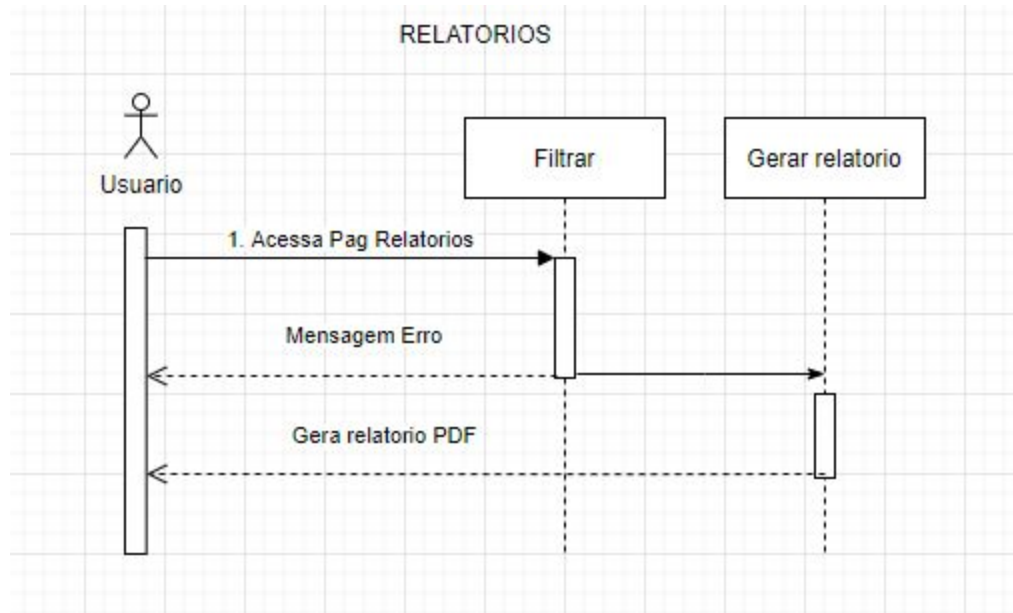 RELATORIOS
Usuario
Filtrar
Gerar relatorio
1. Acessa Pag Relatorios
Mensagem Erro
Gera relatorio PDF